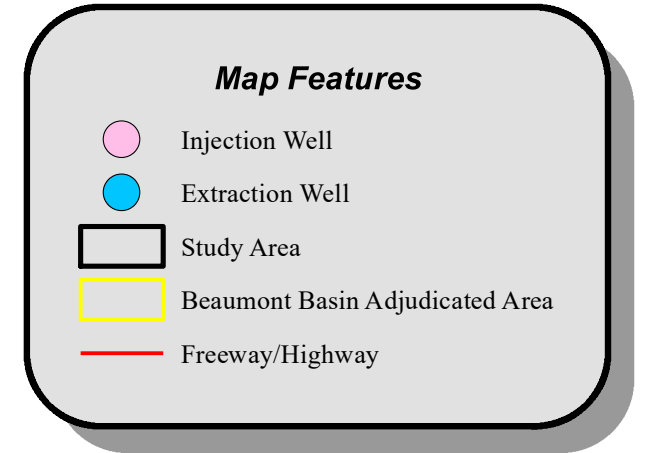 Map Features
Injection Well
Extraction Well
Study Area
Beaumont Basin Adjudicated Area
Freeway/Highway